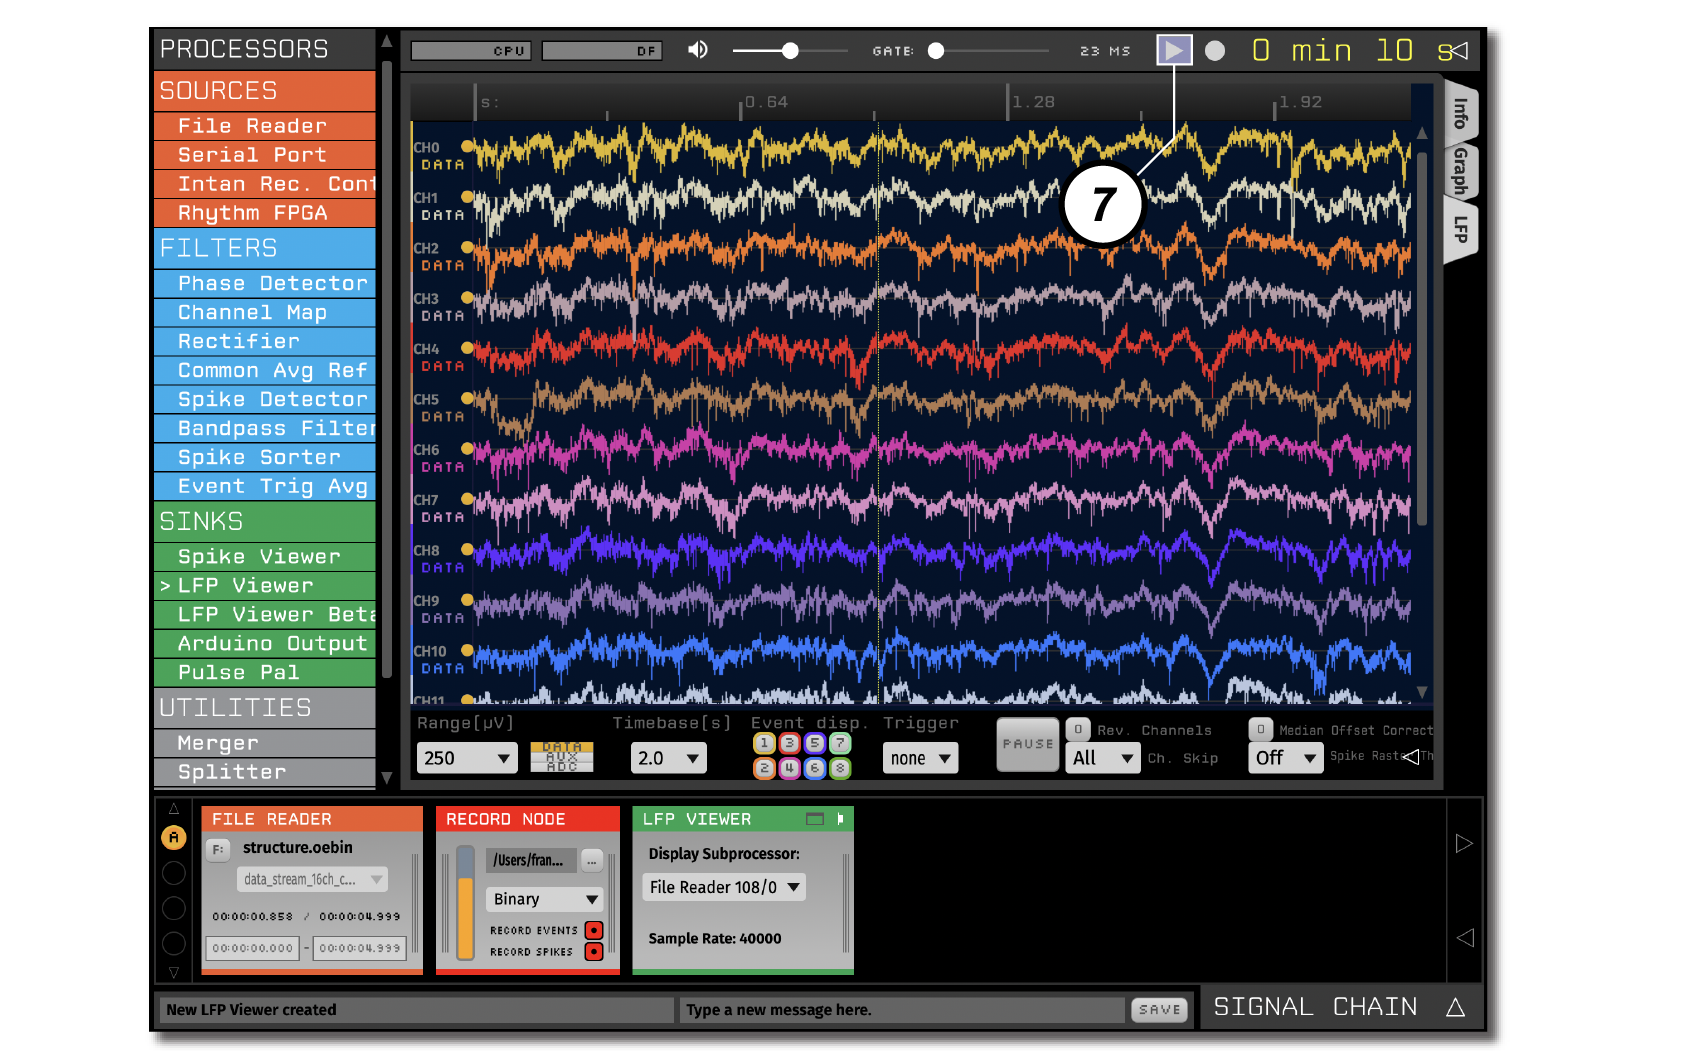 PROCESSORS
SOURCES
File Reader
Serial Port
Intan Rec. Cont
Rhythm FPGA
FILTERS
Phase Detector
Channel Map
Rectifier
Common Avg Ref
Spike Detector
Bandpass Filter
Spike Sorter
Event Trig Avg
SINKS
Spike Viewer
> LFP Viewer
LFP Viewer Beta
Arduino Output
Pulse Pal
UTILITIES
Merger
Splitter
CPU DF GATE: 23 MS 0 min 10 s
s: 0.64 1.28 1.92
Info
Graph
LFP
7
CH0
DATA
CH1
DATA
CH2
DATA
CH3
DATA
CH4
DATA
CH5
DATA
CH6
DATA
CH7
DATA
CH8
DATA
CH9
DATA
CH10
DATA
CH11
Range[µV] Timebase[s] Event disp. Trigger
250
DATA
AUX
ADC
2.0
1 3 5 7
2 4 6 8
none
PAUSE
0 Rev. Channels
All Ch. Skip
0 Median Offset Correct
Off Spike Raste Th
A
FILE READER
F: structure.oebin
data_stream_16ch_c...
00:00:00.858 / 00:00:04.999
00:00:00.000 - 00:00:04.999
RECORD NODE
/Users/fran... ...
Binary
RECORD EVENTS
RECORD SPIKES
LFP VIEWER
Display Subprocessor:
File Reader 108/0
Sample Rate: 40000
New LFP Viewer created
Type a new message here.
SAVE
SIGNAL CHAIN